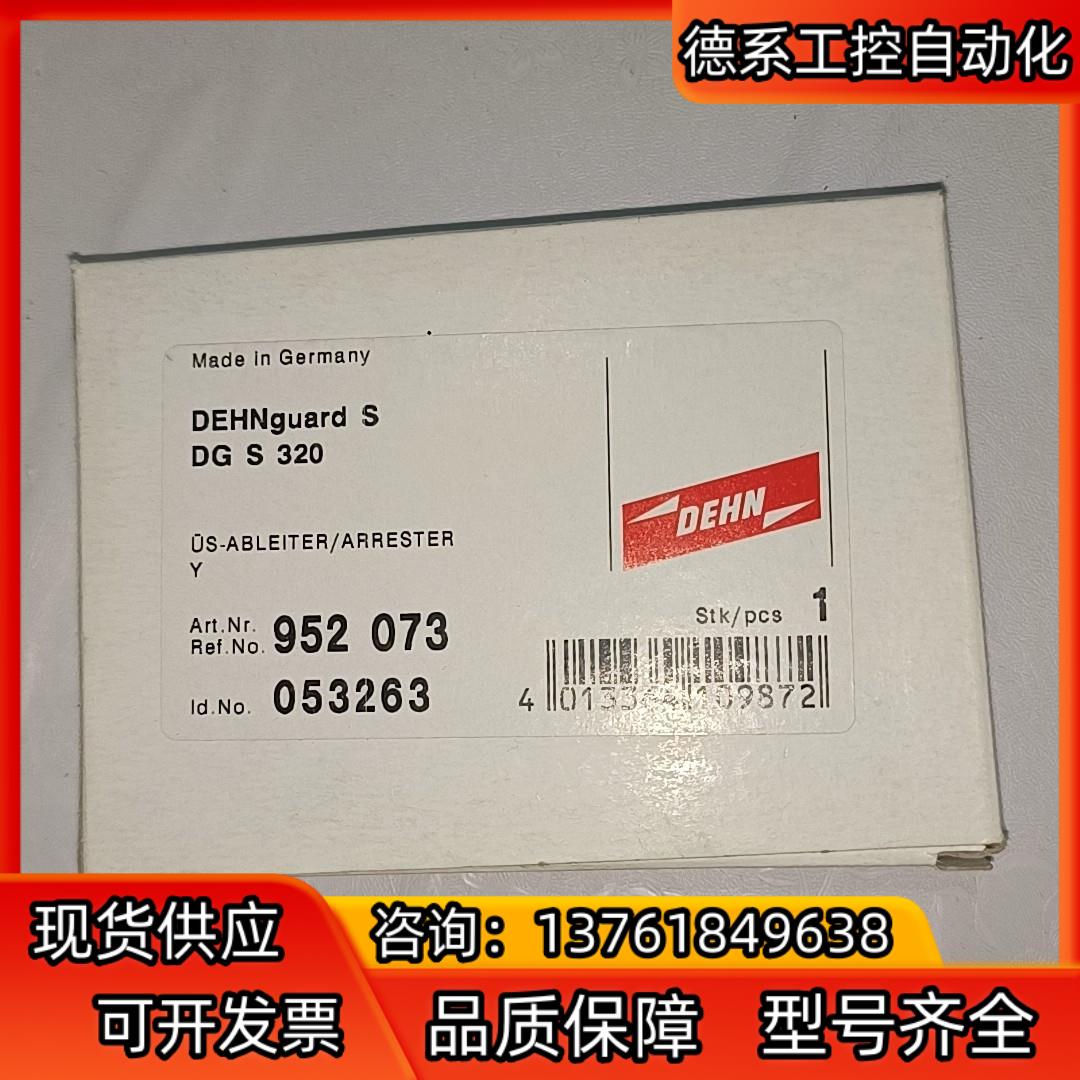 德系工控自动化
Made in Germany
DEHNguard S
DG S 320
DEHN
ÜS-ABLEITER/ARRESTER
Y
Stk/pcs 1
Art.Nr.
Ref.No. 952 073
Id.No. 053263
现货供应
咨询：13761849638
可开发票
品质保障
型号齐全